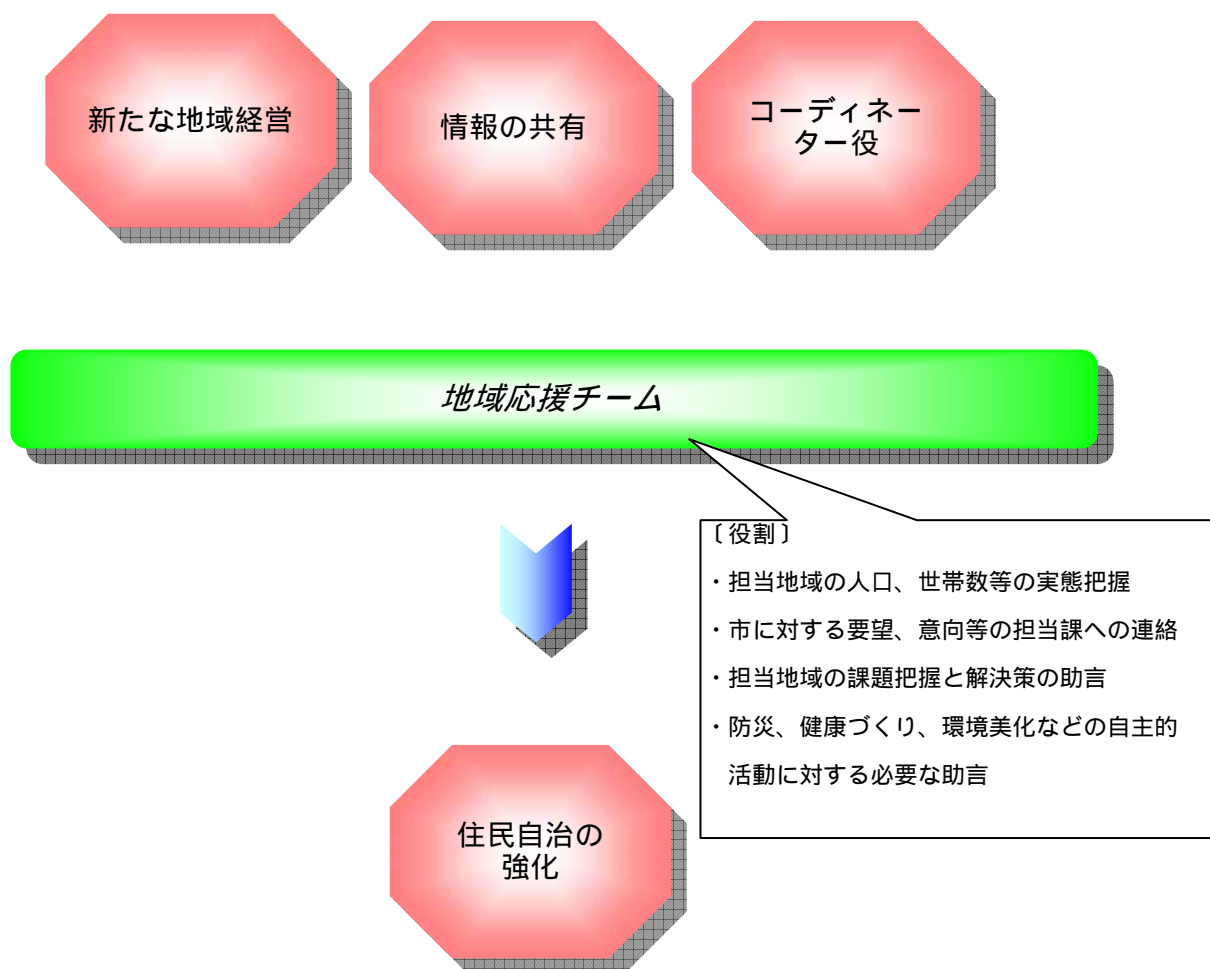 新たな地域経営
情報の共有
コーディネー
ター役
地域応援チーム
〔役割〕
・担当地域の人口、世帯数等の実態把握
・市に対する要望、意向等の担当課への連絡
・担当地域の課題把握と解決策の助言
・防災、健康づくり、環境美化などの自主的
活動に対する必要な助言
住民自治の
強化